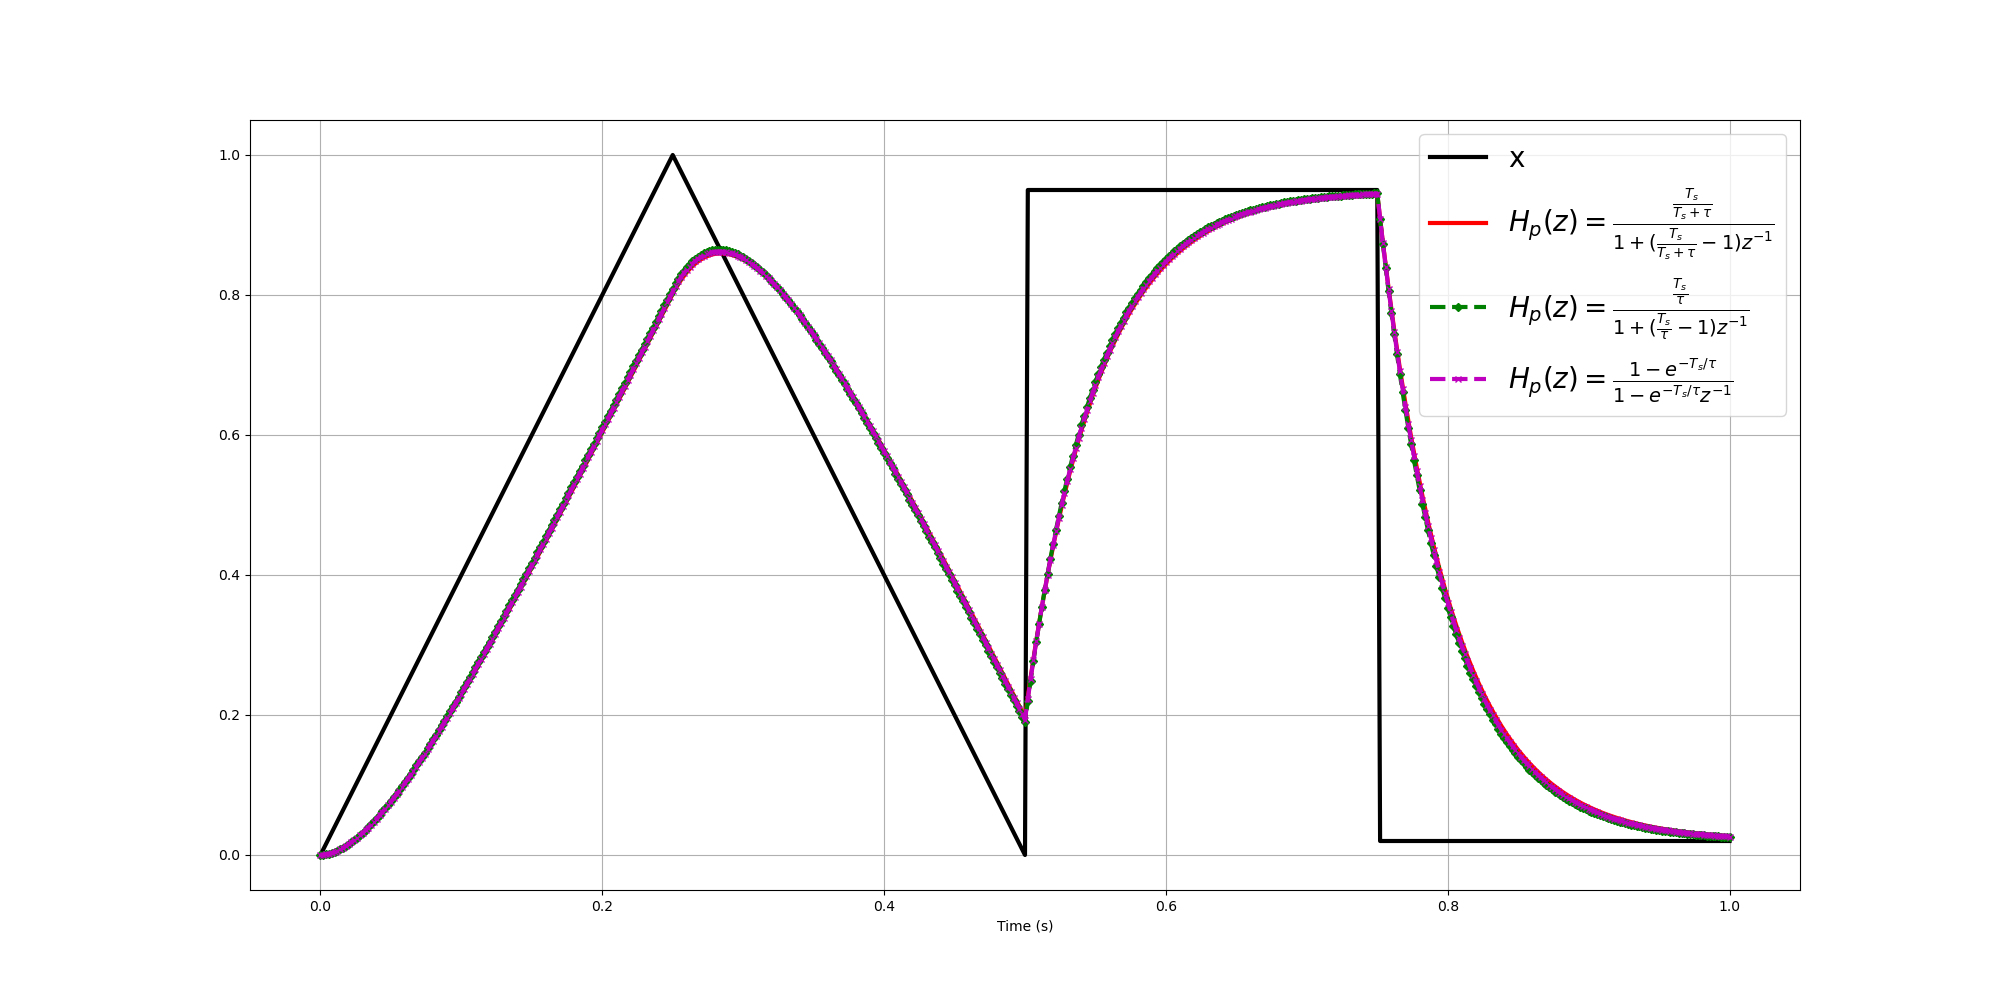 1.0
0.8
0.6
0.4
0.2
0.0
0.0 0.2 0.4 0.6 0.8 1.0
Time (s)
x
$H_p(z) = \frac{\frac{T_s}{T_s + \tau}}{1 + (\frac{T_s}{T_s + \tau} - 1)z^{-1}}$
$H_p(z) = \frac{\frac{T_s}{\tau}}{1 + (\frac{T_s}{\tau} - 1)z^{-1}}$
$H_p(z) = \frac{1 - e^{-T_s/\tau}}{1 - e^{-T_s/\tau}z^{-1}}$